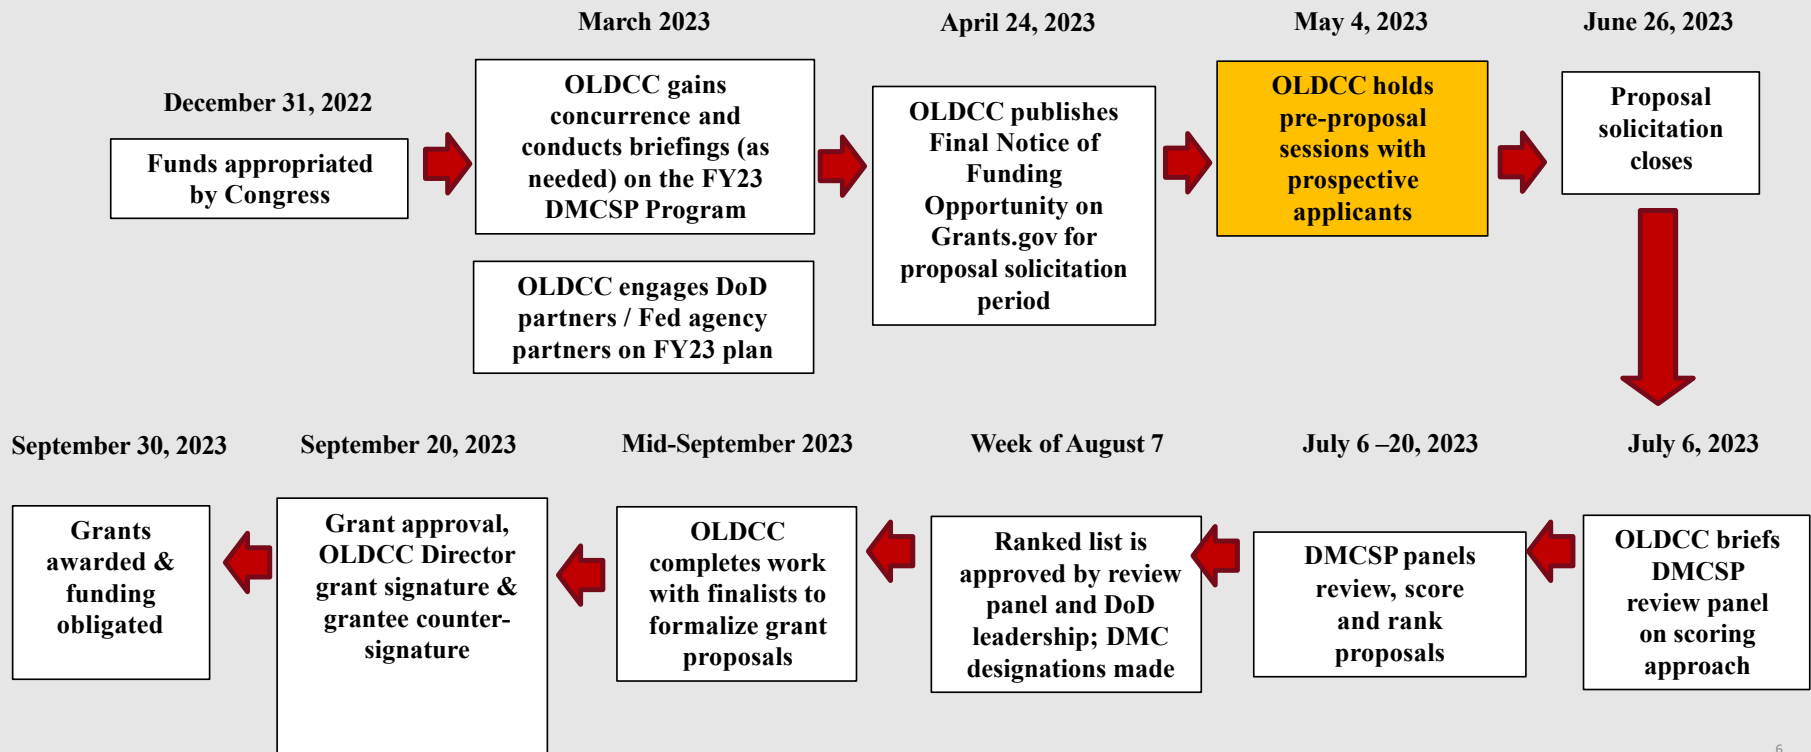 December 31, 2022
Funds appropriated
by Congress
March 2023
OLDCC gains
concurrence and
conducts briefings (as
needed) on the FY23
DMCSP Program
OLDCC engages DoD
partners / Fed agency
partners on FY23 plan
April 24, 2023
OLDCC publishes
Final Notice of
Funding
Opportunity on
Grants.gov for
proposal solicitation
period
May 4, 2023
OLDCC holds
pre-proposal
sessions with
prospective
applicants
June 26, 2023
Proposal
solicitation
closes
July 6, 2023
OLDCC briefs
DMCSP
review panel
on scoring
approach
July 6 –20, 2023
DMCSP panels
review, score
and rank
proposals
Week of August 7
Ranked list is
approved by review
panel and DoD
leadership; DMC
designations made
Mid-September 2023
OLDCC
completes work
with finalists to
formalize grant
proposals
September 20, 2023
Grant approval,
OLDCC Director
grant signature &
grantee counter-
signature
September 30, 2023
Grants
awarded &
funding
obligated
6